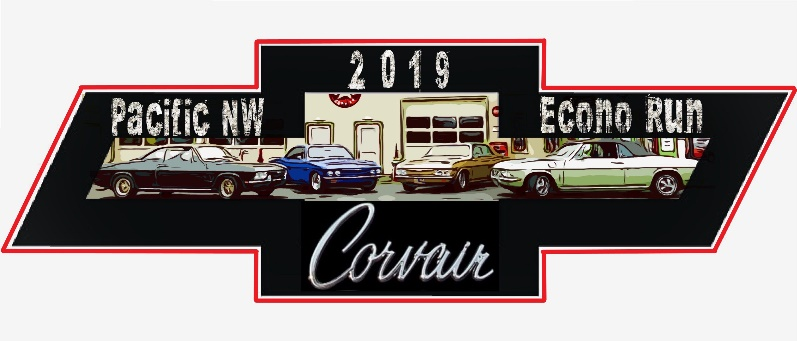 2019
Pacific NW
Econo Run
Corvair